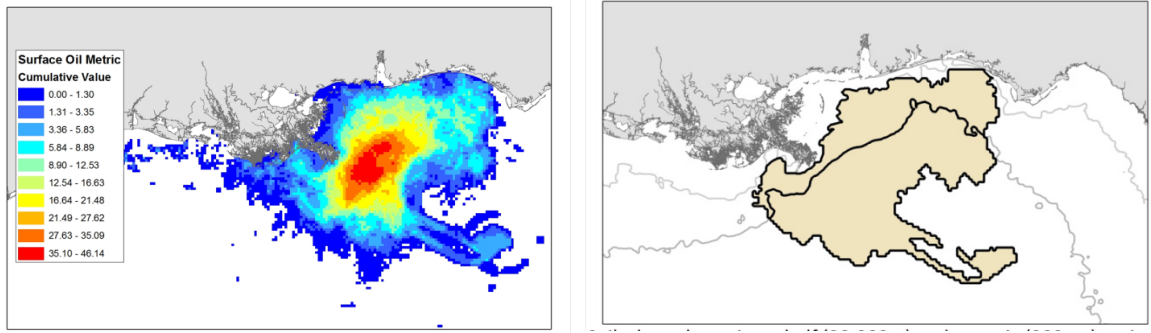 Surface Oil Metric
Cumulative Value
0.00 - 1.30
1.31 - 3.35
3.36 - 5.83
5.84 - 8.89
8.90 - 12.53
12.54 - 16.63
16.64 - 21.48
21.49 - 27.62
27.63 - 35.09
35.10 - 46.14